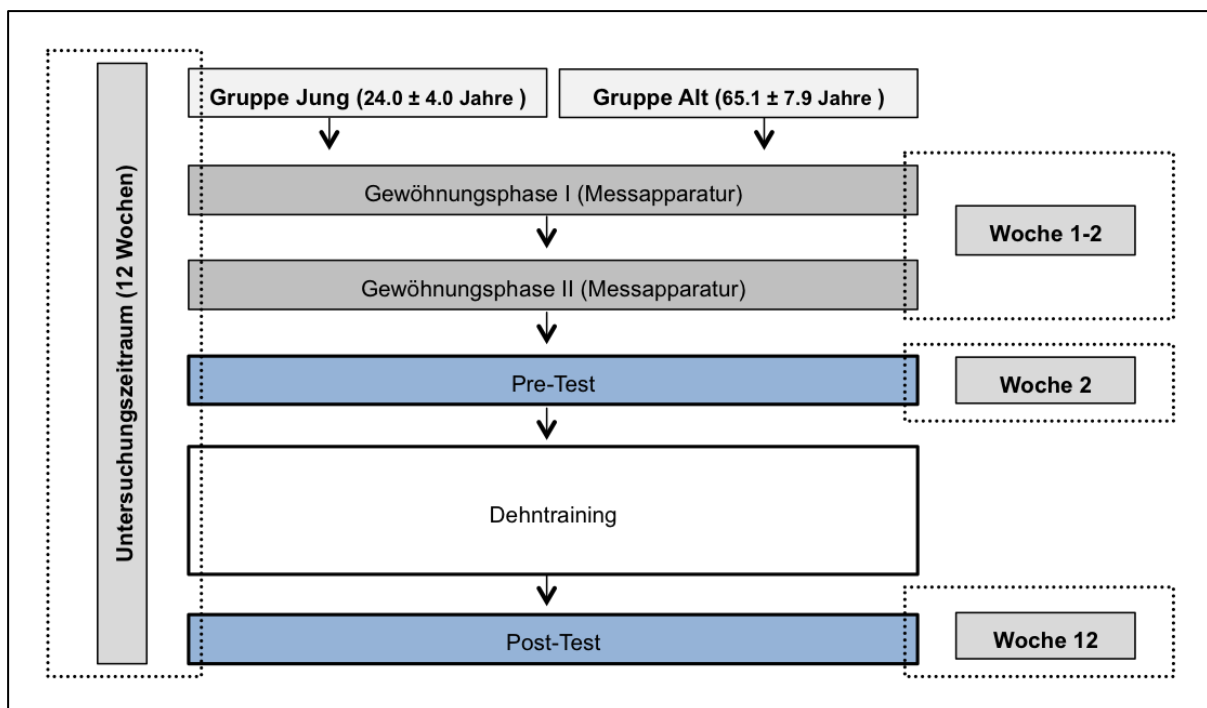 Untersuchungszeitraum (12 Wochen)
Gruppe Jung (24.0 ± 4.0 Jahre )
Gruppe Alt (65.1 ± 7.9 Jahre )
Gewöhnungsphase I (Messapparatur)
Woche 1-2
Gewöhnungsphase II (Messapparatur)
Pre-Test
Woche 2
Dehntraining
Post-Test
Woche 12